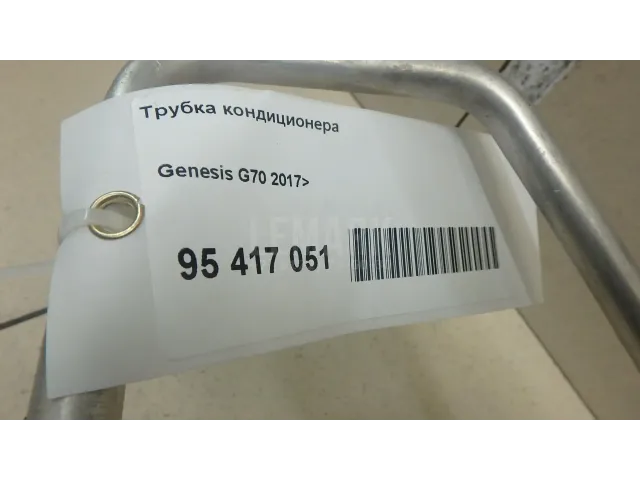 Трубка кондиционера
Genesis G70 2017>
95 417 051